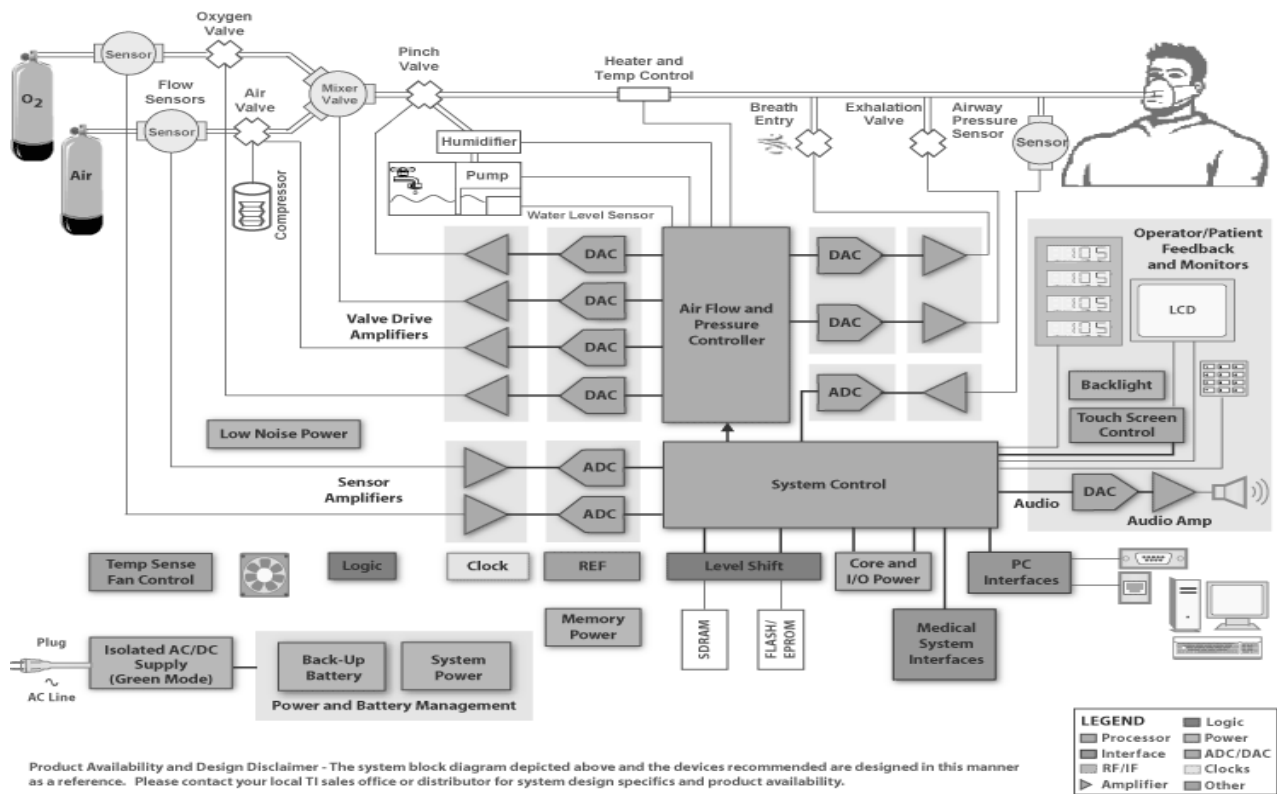 Oxygen
Valve
Sensor
O2
Flow
Sensors
Air
Valve
Sensor
Air
Compressor
Mixer
Valve
Pinch
Valve
Humidifier
Pump
Water Level Sensor
Heater and
Temp Control
Breath
Entry
Exhalation
Valve
Airway
Pressure
Sensor
Sensor
Valve Drive
Amplifiers
DAC
DAC
DAC
DAC
Air Flow and
Pressure
Controller
DAC
DAC
ADC
Operator/Patient
Feedback
and Monitors
105
105
105
105
LCD
Backlight
Touch Screen
Control
Low Noise Power
Sensor
Amplifiers
ADC
ADC
System Control
Audio
DAC
Audio Amp
Temp Sense
Fan Control
Logic
Clock
REF
Level Shift
Core and
I/O Power
PC
Interfaces
Memory
Power
SDRAM
FLASH/
EPROM
Medical
System
Interfaces
Plug
AC Line
Isolated AC/DC
Supply
(Green Mode)
Back-Up
Battery
System
Power
Power and Battery Management
LEGEND
Processor
Interface
RF/IF
Amplifier
Logic
Power
ADC/DAC
Clocks
Other
Product Availability and Design Disclaimer - The system block diagram depicted above and the devices recommended are designed in this manner
as a reference. Please contact your local TI sales office or distributor for system design specifics and product availability.